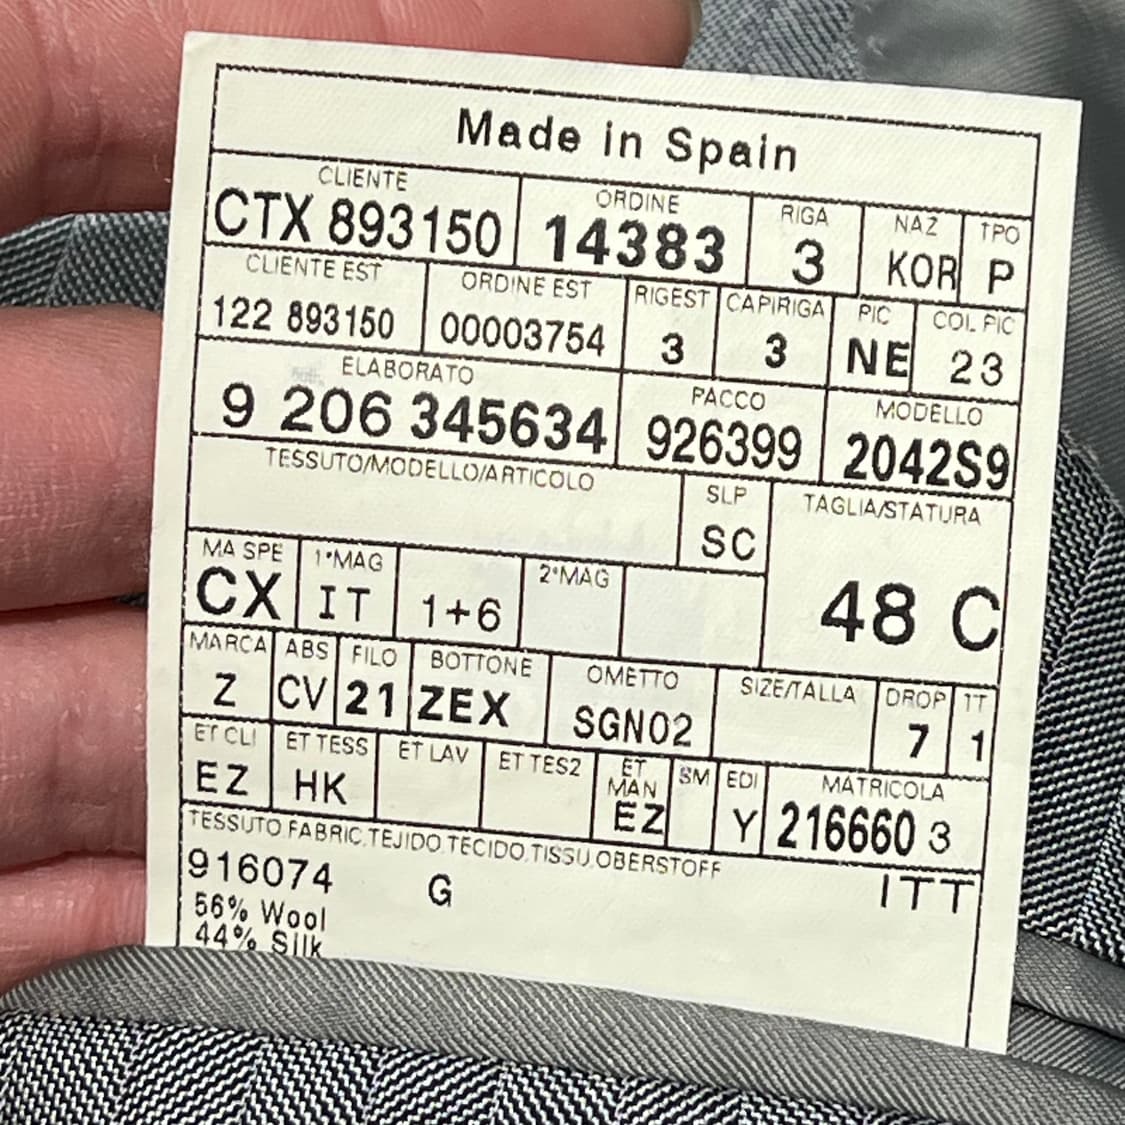 Made in Spain
CLIENTE ORDINE RIGA NAZ TPO
CTX 893150 14383 3 KOR P
CLIENTE EST ORDINE EST RIGEST CAPIRIGA PIC COL PIC
122 893150 00003754 3 3 NE 23
ELABORATO PACCO MODELLO
9 206 345634 926399 2042S9
TESSUTO/MODELLO/ARTICOLO SLP TAGLIA/STATURA
SC
MA SPE 1°MAG 2°MAG
CX IT 1+6 48 C
MARCA ABS FILO BOTTONE OMETTO SIZE/TALLA DROP 1T
Z CV 21 ZEX SGN02 7 1
ET CLI ET TESS ET LAV ET TES2 ET MAN SM EDI MATRICOLA
EZ HK EZ Y 216660 3
TESSUTO.FABRIC.TEJIDO.TECIDO.TISSU.OBERSTOFF
916074 G ITT
56% Wool
44% Silk